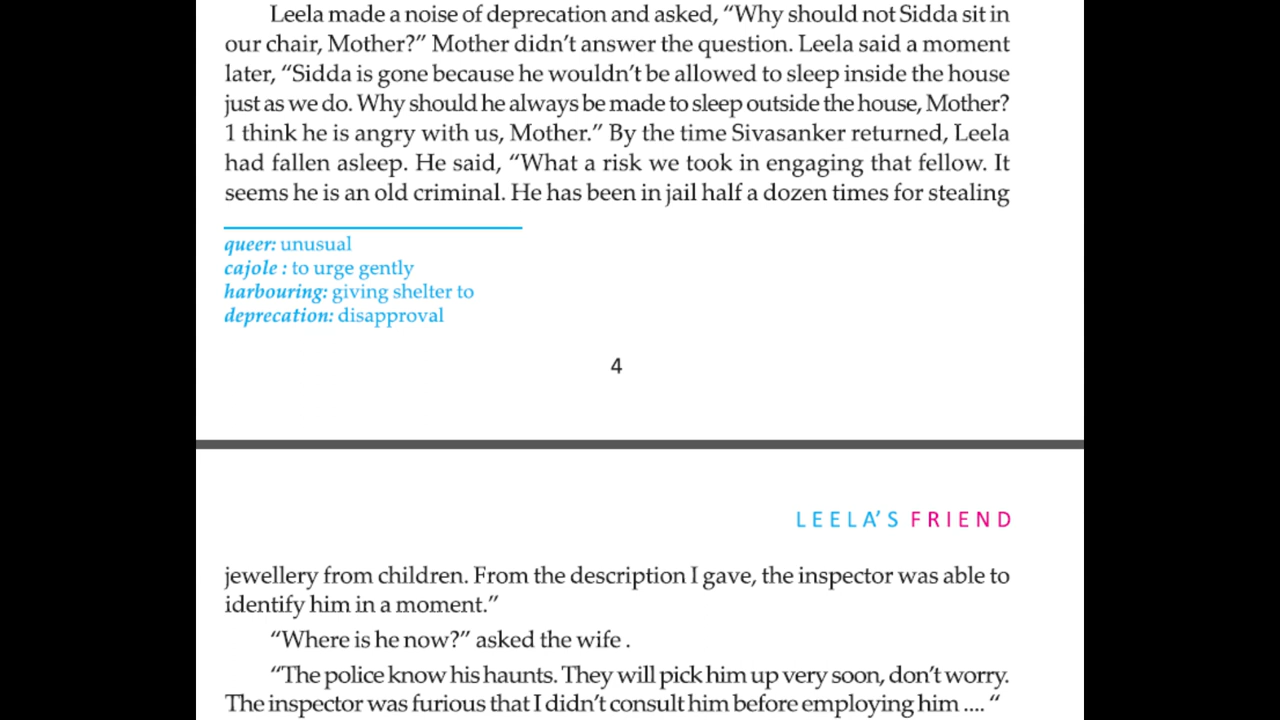 Leela made a noise of deprecation and asked, “Why should not Sidda sit in
our chair, Mother?” Mother didn’t answer the question. Leela said a moment
later, “Sidda is gone because he wouldn’t be allowed to sleep inside the house
just as we do. Why should he always be made to sleep outside the house, Mother?
1 think he is angry with us, Mother.” By the time Sivasanker returned, Leela
had fallen asleep. He said, “What a risk we took in engaging that fellow. It
seems he is an old criminal. He has been in jail half a dozen times for stealing
queer: unusual
cajole : to urge gently
harbouring: giving shelter to
deprecation: disapproval
4
LEELA’S FRIEND
jewellery from children. From the description I gave, the inspector was able to
identify him in a moment.”
“Where is he now?” asked the wife .
“The police know his haunts. They will pick him up very soon, don’t worry.
The inspector was furious that I didn’t consult him before employing him .... “